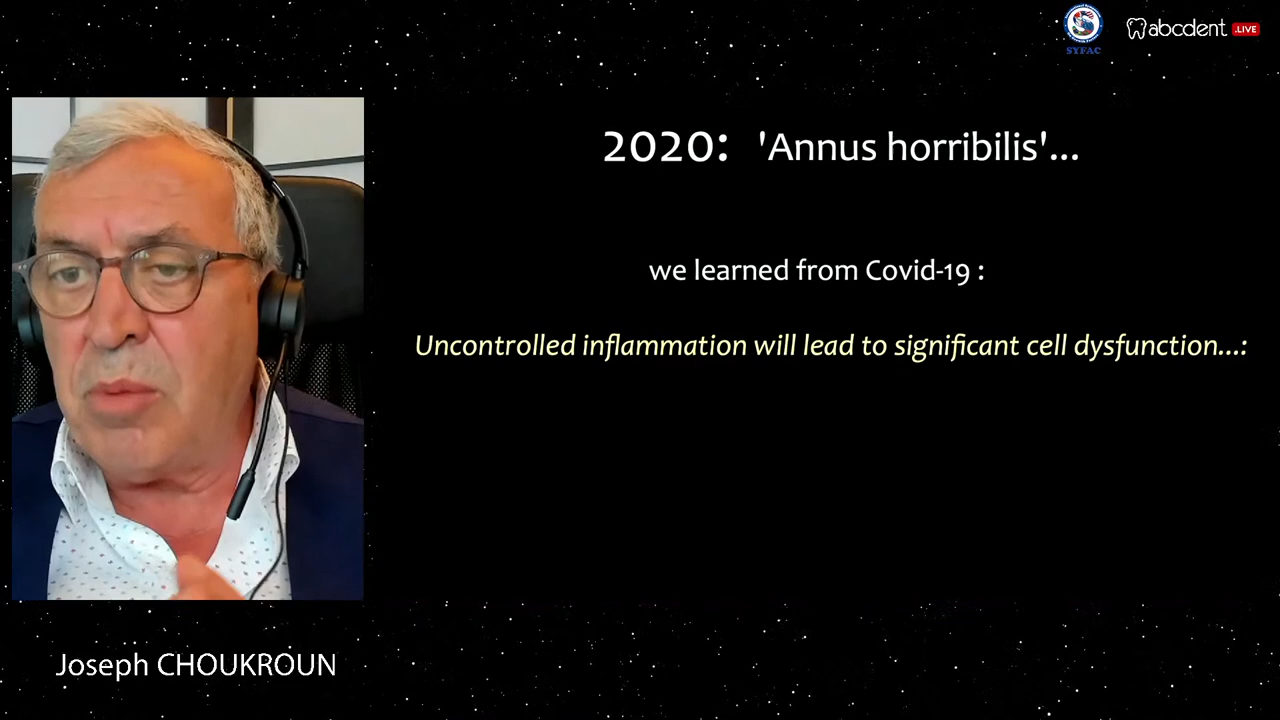 SYFAC
abcdent .LIVE
2020: 'Annus horribilis'...
we learned from Covid-19 :
Uncontrolled inflammation will lead to significant cell dysfunction...:
Joseph CHOUKROUN